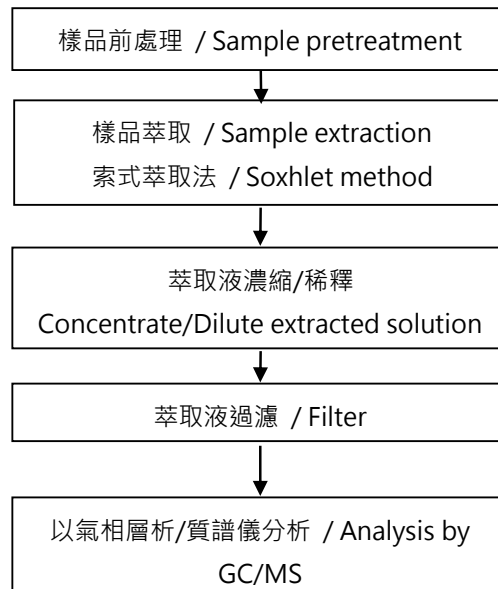 樣品前處理 / Sample pretreatment
樣品萃取 / Sample extraction
索式萃取法 / Soxhlet method
萃取液濃縮/稀釋
Concentrate/Dilute extracted solution
萃取液過濾 / Filter
以氣相層析/質譜儀分析 / Analysis by
GC/MS